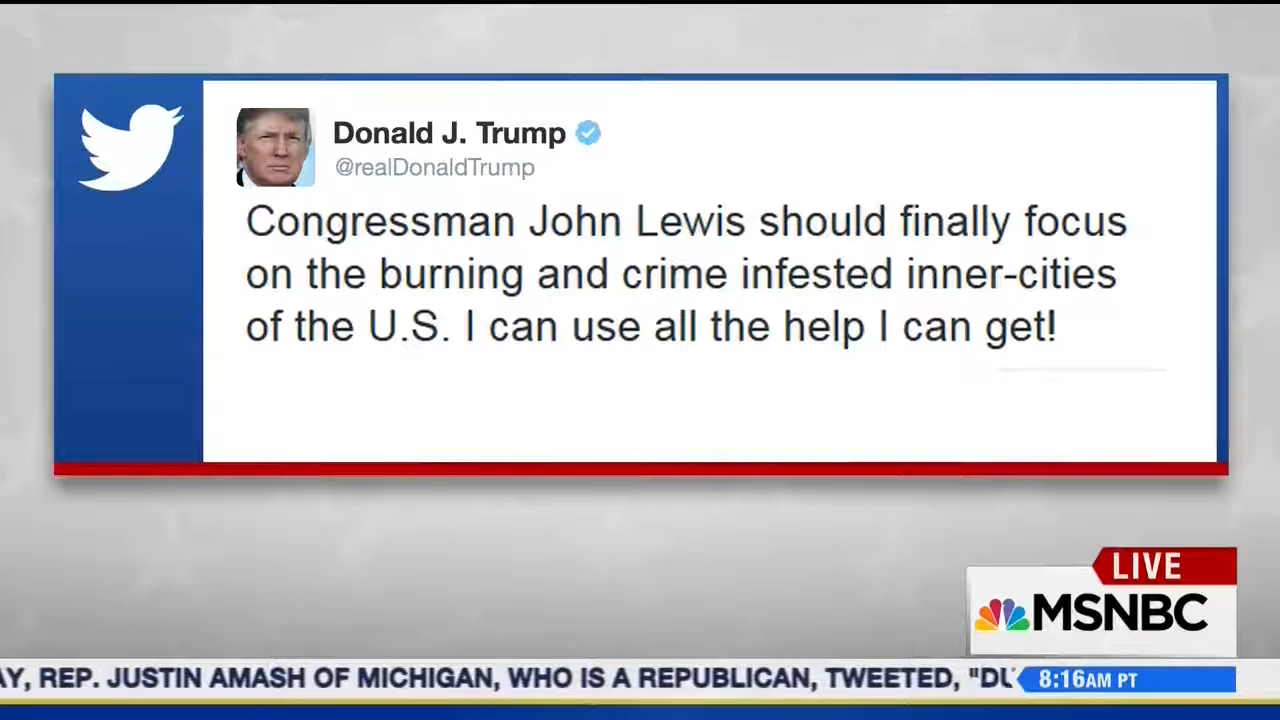 Donald J. Trump
@realDonaldTrump
Congressman John Lewis should finally focus
on the burning and crime infested inner-cities
of the U.S. I can use all the help I can get!
LIVE
MSNBC
AY, REP. JUSTIN AMASH OF MICHIGAN, WHO IS A REPUBLICAN, TWEETED, "DU
8:16AM PT